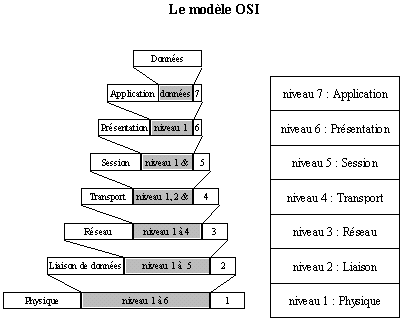 Le modèle OSI
Données
Application données 7
Présentation niveau 1 6
Session niveau 1 & 5
Transport niveau 1, 2 & 4
Réseau niveau 1 à 4 3
Liaison de données niveau 1 à 5 2
Physique niveau 1 à 6 1
niveau 7 : Application
niveau 6 : Présentation
niveau 5 : Session
niveau 4 : Transport
niveau 3 : Réseau
niveau 2 : Liaison
niveau 1 : Physique